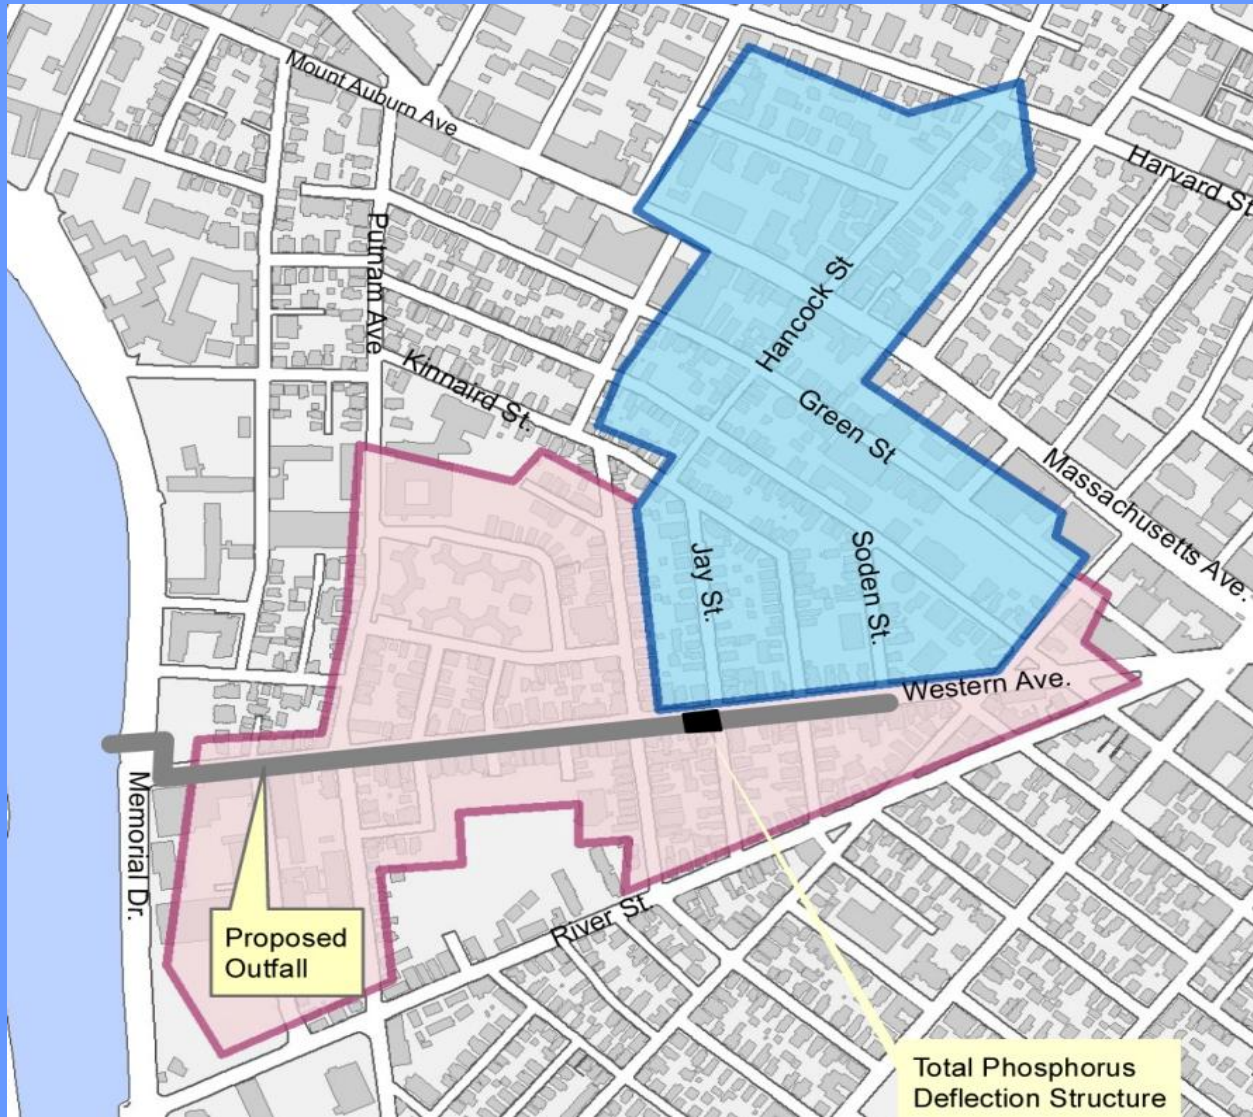 Mount Auburn Ave
Harvard St.
Putnam Ave
Hancock St
Kinnaird St.
Green St
Massachusetts Ave.
Jay St.
Soden St.
Western Ave.
Memorial Dr.
River St.
Proposed
Outfall
Total Phosphorus
Deflection Structure